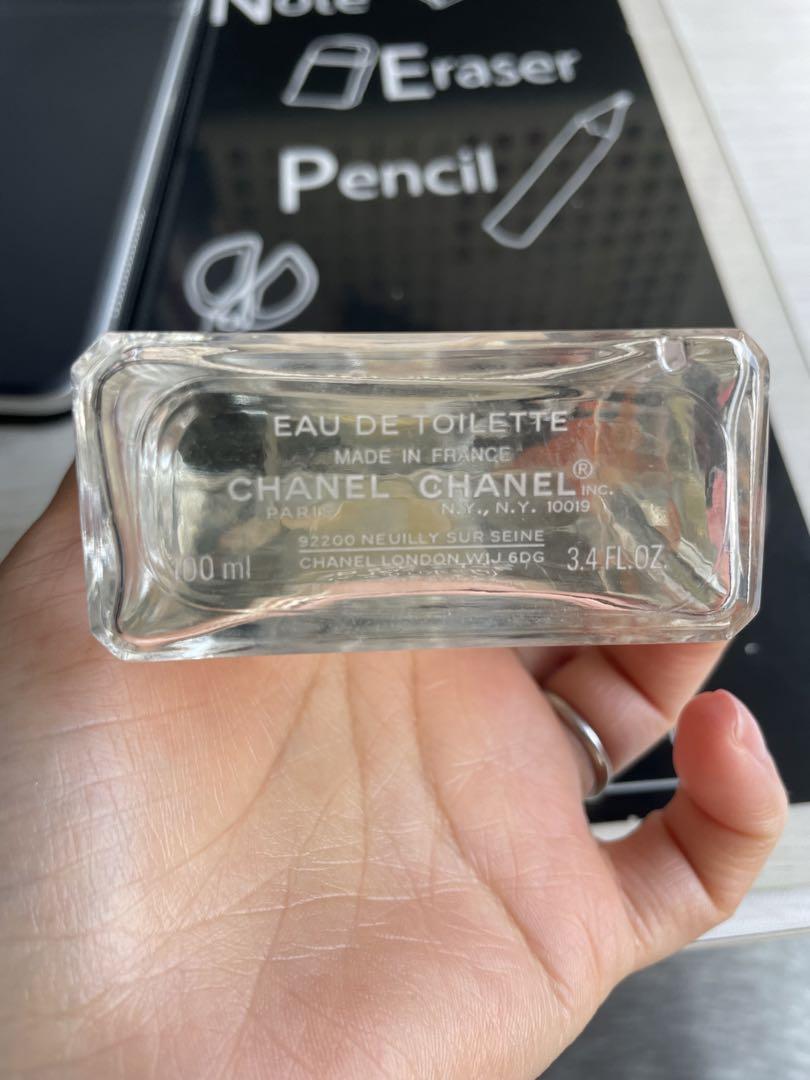 Note
Eraser
Pencil
EAU DE TOILETTE
MADE IN FRANCE
CHANEL CHANEL® INC.
PARIS N.Y., N.Y. 10019
92200 NEUILLY SUR SEINE
CHANEL LONDON W1J 6DG
100 ml 3.4 FL.OZ.